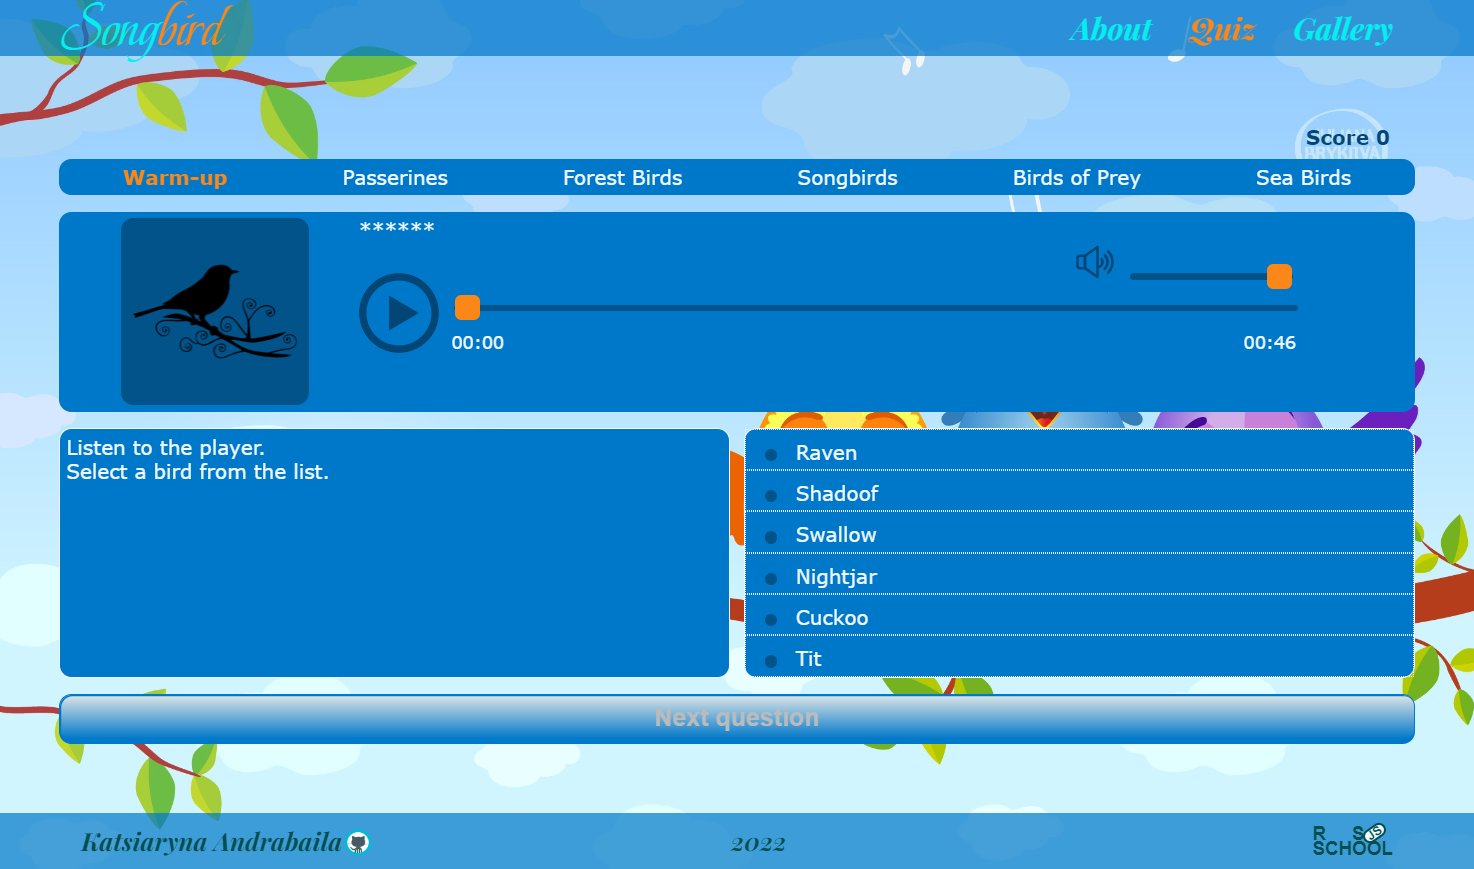 Songbird
About Quiz Gallery
Score 0
Warm-up Passerines Forest Birds Songbirds Birds of Prey Sea Birds
******
00:00 00:46
Listen to the player.
Select a bird from the list.
Raven
Shadoof
Swallow
Nightjar
Cuckoo
Tit
Next question
Katsiaryna Andrabaila 2022 R S JS
SCHOOL